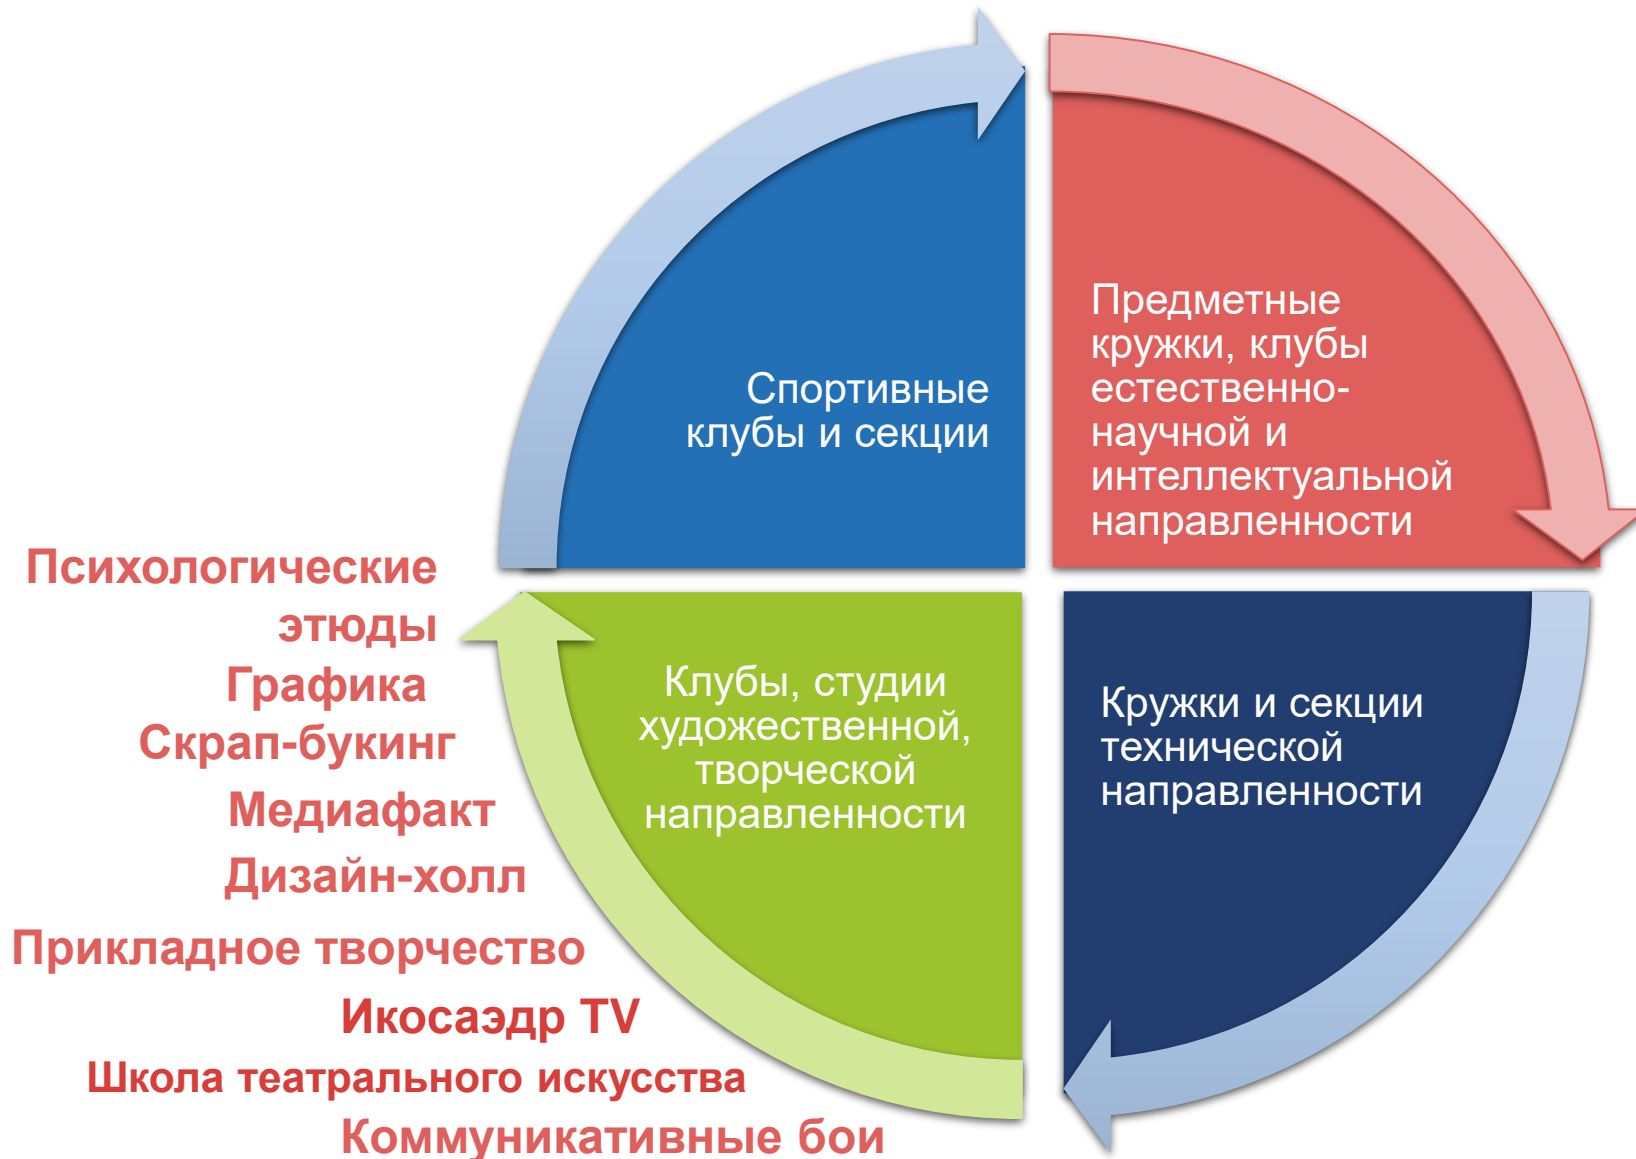 Спортивные
клубы и секции
Предметные
кружки, клубы
естественно-
научной и
интеллектуальной
направленности
Клубы, студии
художественной,
творческой
направленности
Кружки и секции
технической
направленности
Психологические
этюды
Графика
Скрап-букинг
Медиафакт
Дизайн-холл
Прикладное творчество
Икосаэдр TV
Школа театрального искусства
Коммуникативные бои